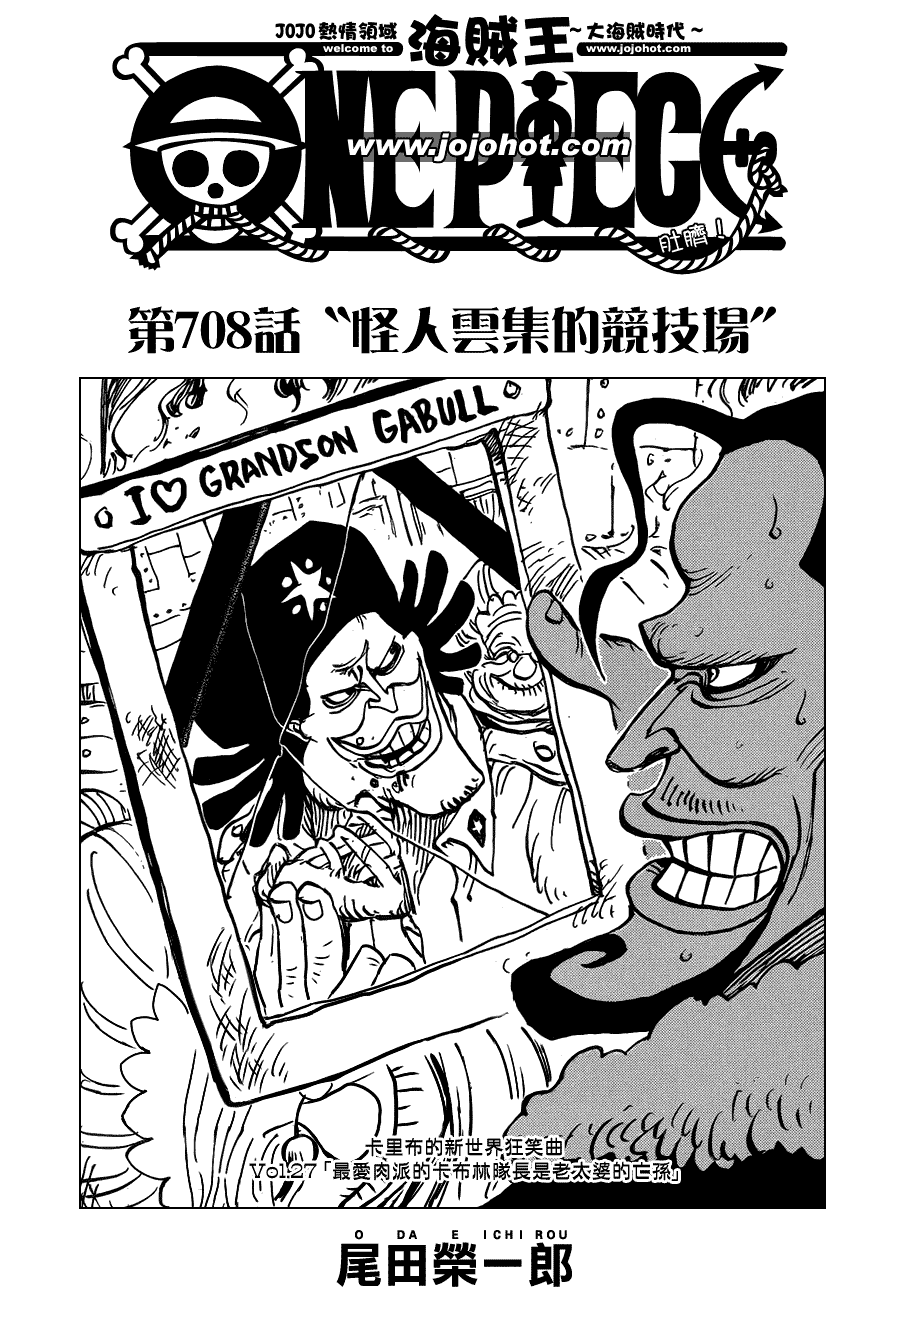 JOJO熱情領域 海賊王 ~大海賊時代~
welcome to www.jojohot.com
ONE PIECE
www.jojohot.com
肚臍！
第708話〝怪人雲集的競技場〞
I♡GRANDSON GABULL
卡里布的新世界狂笑曲
Vol.27「最愛肉派的卡布林隊長是老太婆的亡孫」
O DA E ICHI ROU
尾田榮一郎